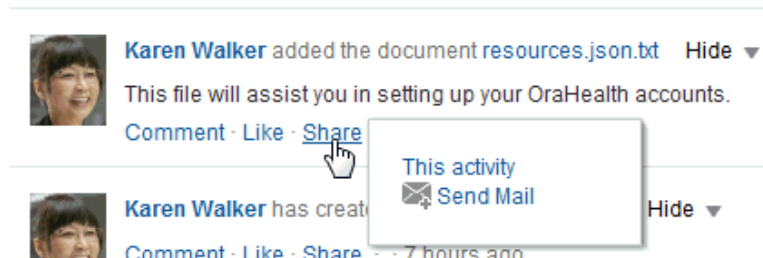 Karen Walker added the document resources.json.txt Hide
This file will assist you in setting up your OraHealth accounts.
Comment · Like · Share
This activity
Send Mail
Karen Walker has Hide
Comment · Like · Share · · 7 hours ago